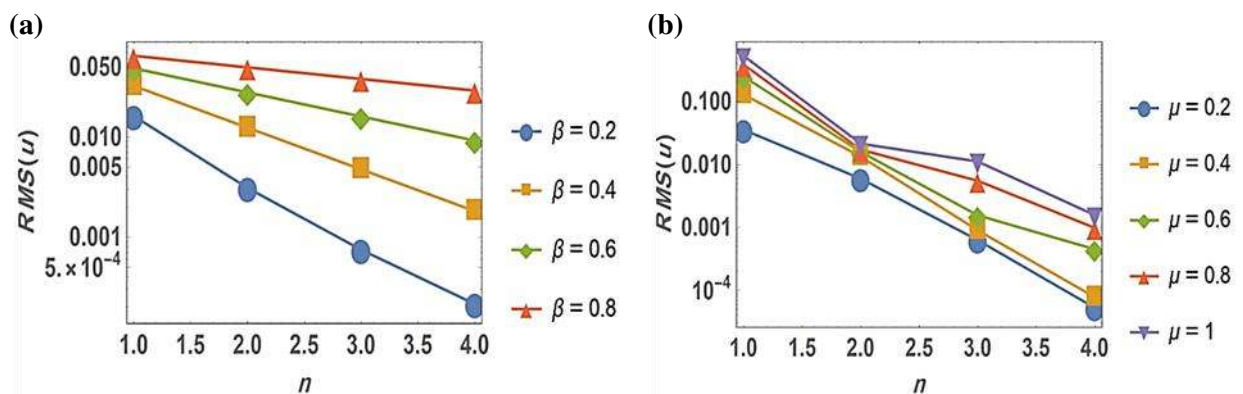 (a)
RMS(u)
0.050
0.010
0.005
0.001
5.×10⁻⁴
1.0 1.5 2.0 2.5 3.0 3.5 4.0
n
β = 0.2
β = 0.4
β = 0.6
β = 0.8
(b)
RMS(u)
0.100
0.010
0.001
10⁻⁴
1.0 1.5 2.0 2.5 3.0 3.5 4.0
n
μ = 0.2
μ = 0.4
μ = 0.6
μ = 0.8
μ = 1